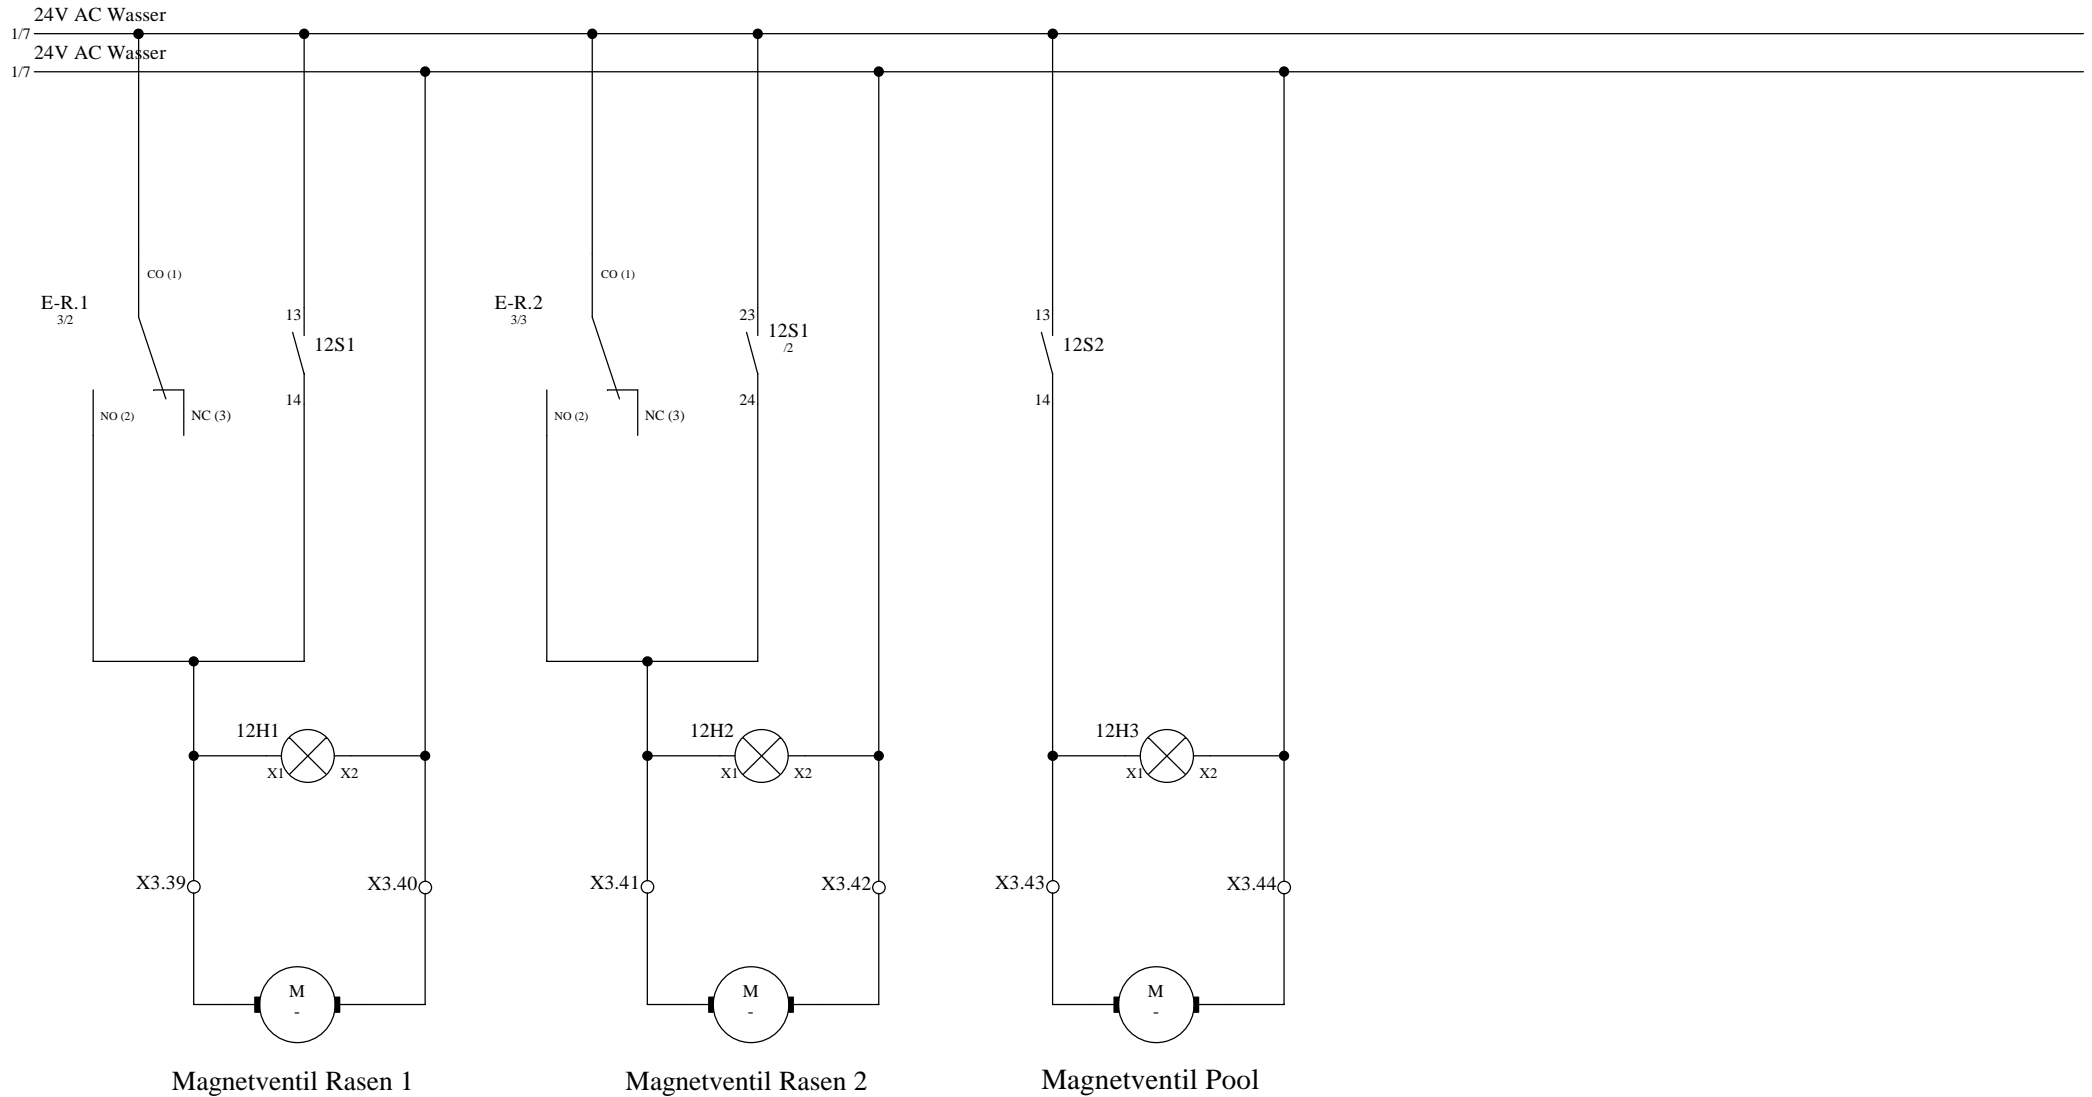 24V AC Wasser
1/7
24V AC Wasser
1/7
CO (1)
E-R.1
3/2
NO (2)
NC (3)
13
12S1
14
CO (1)
E-R.2
3/3
NO (2)
NC (3)
23
12S1
/2
24
13
12S2
14
12H1
X1
X2
12H2
X1
X2
12H3
X1
X2
X3.39
X3.40
X3.41
X3.42
X3.43
X3.44
M
-
M
-
M
-
Magnetventil Rasen 1
Magnetventil Rasen 2
Magnetventil Pool